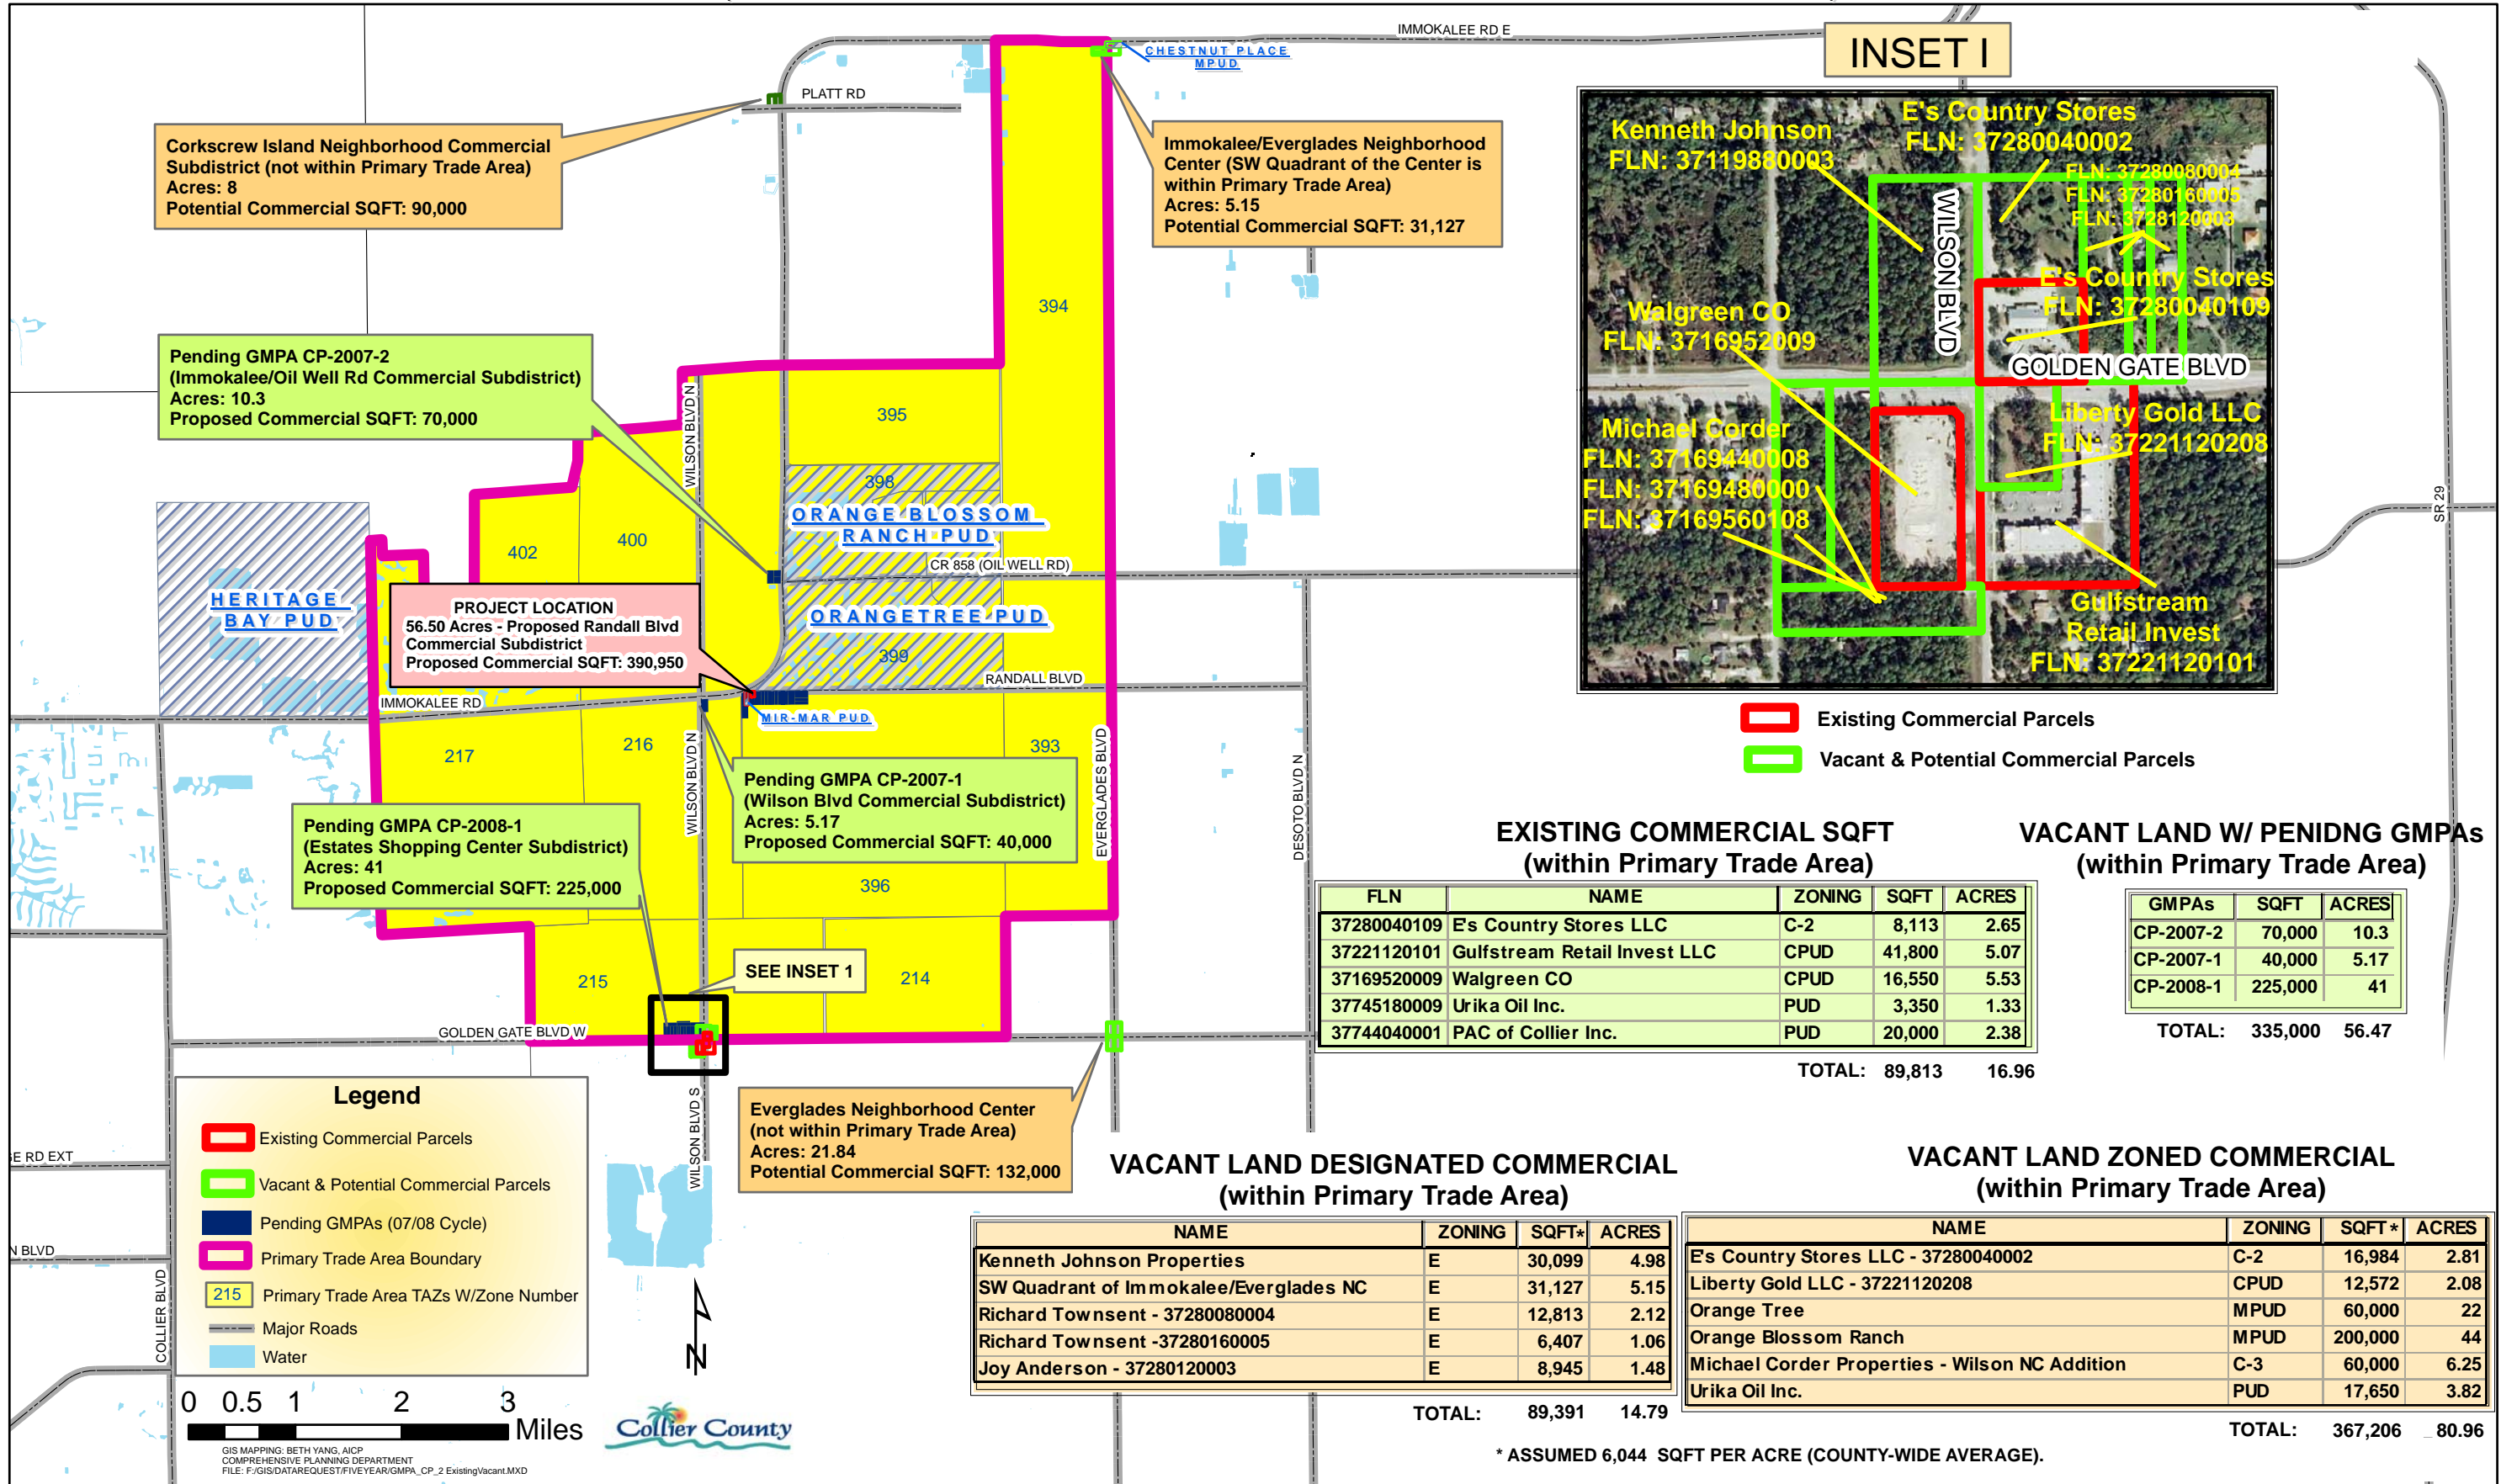 IMMOKALEE RD E
CHESTNUT PLACE
MPUD
PLATT RD
Corkscrew Island Neighborhood Commercial
Subdistrict (not within Primary Trade Area)
Acres: 8
Potential Commercial SQFT: 90,000
Immokalee/Everglades Neighborhood
Center (SW Quadrant of the Center is
within Primary Trade Area)
Acres: 5.15
Potential Commercial SQFT: 31,127
394
Pending GMPA CP-2007-2
(Immokalee/Oil Well Rd Commercial Subdistrict)
Acres: 10.3
Proposed Commercial SQFT: 70,000
WILSON BLVD N
395
398
ORANGE BLOSSOM
RANCH PUD
402
400
CR 858 (OIL WELL RD)
HERITAGE
BAY PUD
PROJECT LOCATION
56.50 Acres - Proposed Randall Blvd
Commercial Subdistrict
Proposed Commercial SQFT: 390,950
ORANGETREE PUD
399
RANDALL BLVD
IMMOKALEE RD
MIR-MAR PUD
217
216
393
WILSON BLVD N
EVERGLADES BLVD
DESOTO BLVD N
SR 29
Pending GMPA CP-2007-1
(Wilson Blvd Commercial Subdistrict)
Acres: 5.17
Proposed Commercial SQFT: 40,000
Pending GMPA CP-2008-1
(Estates Shopping Center Subdistrict)
Acres: 41
Proposed Commercial SQFT: 225,000
396
SEE INSET 1
215
214
GOLDEN GATE BLVD W
WILSON BLVD S
Everglades Neighborhood Center
(not within Primary Trade Area)
Acres: 21.84
Potential Commercial SQFT: 132,000
GE RD EXT
N BLVD
COLLIER BLVD
Legend
Existing Commercial Parcels
Vacant & Potential Commercial Parcels
Pending GMPAs (07/08 Cycle)
Primary Trade Area Boundary
215 Primary Trade Area TAZs W/Zone Number
Major Roads
Water
0 0.5 1 2 3
Miles
GIS MAPPING: BETH YANG, AICP
COMPREHENSIVE PLANNING DEPARTMENT
FILE: F:/GIS/DATAREQUEST/FIVEYEAR/GMPA_CP_2 ExistingVacant.MXD
N
Collier County
INSET I
Kenneth Johnson
FLN: 37119880003
E's Country Stores
FLN: 37280040002
FLN: 37280080004
FLN: 37280160005
FLN: 3728120003
WILSON BLVD
E's Country Stores
FLN: 37280040109
Walgreen CO
FLN: 3716952009
GOLDEN GATE BLVD
Liberty Gold LLC
FLN: 37221120208
Michael Corder
FLN: 37169440008
FLN: 37169480000
FLN: 37169560108
Gulfstream
Retail Invest
FLN: 37221120101
Existing Commercial Parcels
Vacant & Potential Commercial Parcels
EXISTING COMMERCIAL SQFT
(within Primary Trade Area)
FLN NAME ZONING SQFT ACRES
37280040109 E's Country Stores LLC C-2 8,113 2.65
37221120101 Gulfstream Retail Invest LLC CPUD 41,800 5.07
37169520009 Walgreen CO CPUD 16,550 5.53
37745180009 Urika Oil Inc. PUD 3,350 1.33
37744040001 PAC of Collier Inc. PUD 20,000 2.38
TOTAL: 89,813 16.96
VACANT LAND W/ PENIDNG GMPAs
(within Primary Trade Area)
GMPAs SQFT ACRES
CP-2007-2 70,000 10.3
CP-2007-1 40,000 5.17
CP-2008-1 225,000 41
TOTAL: 335,000 56.47
VACANT LAND DESIGNATED COMMERCIAL
(within Primary Trade Area)
NAME ZONING SQFT* ACRES
Kenneth Johnson Properties E 30,099 4.98
SW Quadrant of Immokalee/Everglades NC E 31,127 5.15
Richard Townsent - 37280080004 E 12,813 2.12
Richard Townsent -37280160005 E 6,407 1.06
Joy Anderson - 37280120003 E 8,945 1.48
TOTAL: 89,391 14.79
VACANT LAND ZONED COMMERCIAL
(within Primary Trade Area)
NAME ZONING SQFT* ACRES
E's Country Stores LLC - 37280040002 C-2 16,984 2.81
Liberty Gold LLC - 37221120208 CPUD 12,572 2.08
Orange Tree MPUD 60,000 22
Orange Blossom Ranch MPUD 200,000 44
Michael Corder Properties - Wilson NC Addition C-3 60,000 6.25
Urika Oil Inc. PUD 17,650 3.82
TOTAL: 367,206 80.96
* ASSUMED 6,044 SQFT PER ACRE (COUNTY-WIDE AVERAGE).